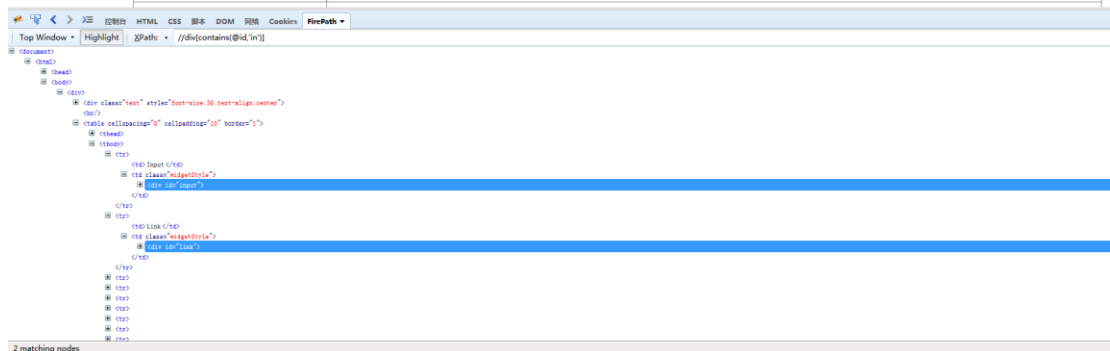 控制台 HTML CSS 脚本 DOM 网络 Cookies FirePath
Top Window Highlight XPath: //div[contains(@id,'in')]
<document>
<html>
<head>
<body>
<div>
<div class="text" style="font-size:36;text-align:center">
<br/>
<table cellspacing="0" cellpadding="10" border="1">
<thead>
<tbody>
<tr>
<td>Input</td>
<td class="widgetStyle">
<div id="input">
</td>
</tr>
<tr>
<td>Link</td>
<td class="widgetStyle">
<div id="link">
</td>
</tr>
<tr>
<tr>
<tr>
<tr>
<tr>
<tr>
<tr>
2 matching nodes